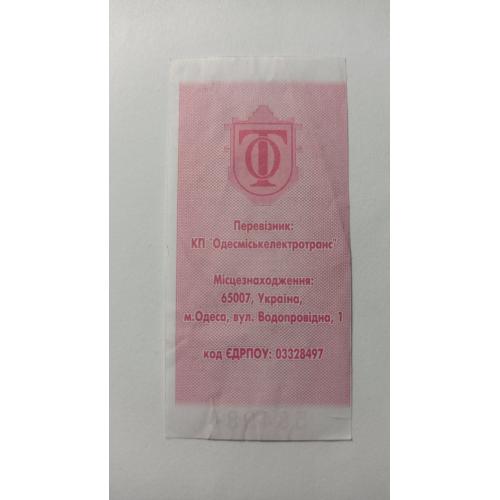 Перевізник:
КП "Одесміськелектротранс"
Місцезнаходження:
65007, Україна,
м.Одеса, вул. Водопровідна, 1
код ЄДРПОУ: 03328497